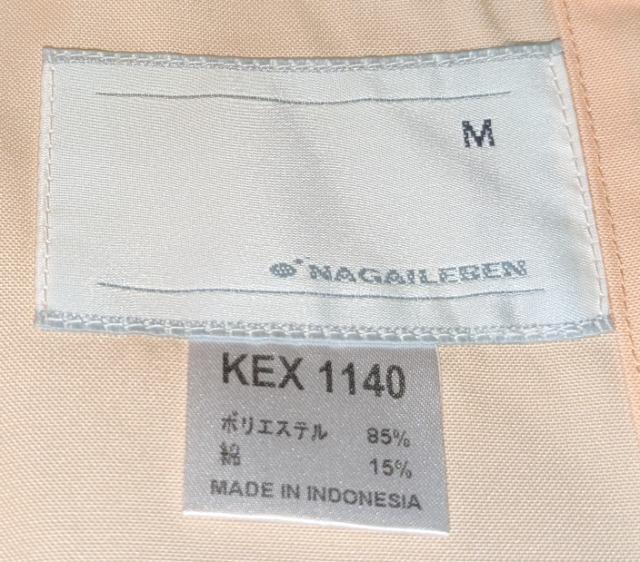 M
NAGAILEBEN
KEX 1140
ポリエステル 85%
綿 15%
MADE IN INDONESIA